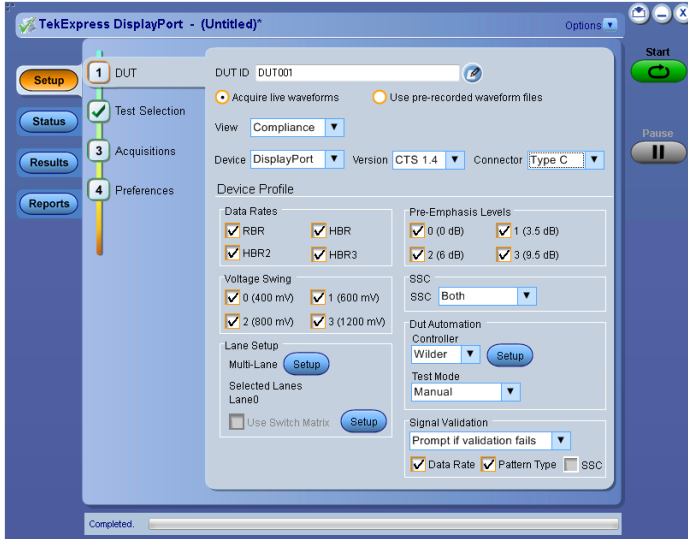 TekExpress DisplayPort - (Untitled)*
Options
Start
Pause
Setup
Status
Results
Reports
1 DUT
Test Selection
3 Acquisitions
4 Preferences
DUT ID DUT001
Acquire live waveforms Use pre-recorded waveform files
View Compliance
Device DisplayPort Version CTS 1.4 Connector Type C
Device Profile
Data Rates
RBR HBR
HBR2 HBR3
Voltage Swing
0 (400 mV) 1 (600 mV)
2 (800 mV) 3 (1200 mV)
Lane Setup
Multi-Lane Setup
Selected Lanes
Lane0
Use Switch Matrix Setup
Pre-Emphasis Levels
0 (0 dB) 1 (3.5 dB)
2 (6 dB) 3 (9.5 dB)
SSC
SSC Both
Dut Automation
Controller
Wilder Setup
Test Mode
Manual
Signal Validation
Prompt if validation fails
Data Rate Pattern Type SSC
Completed.